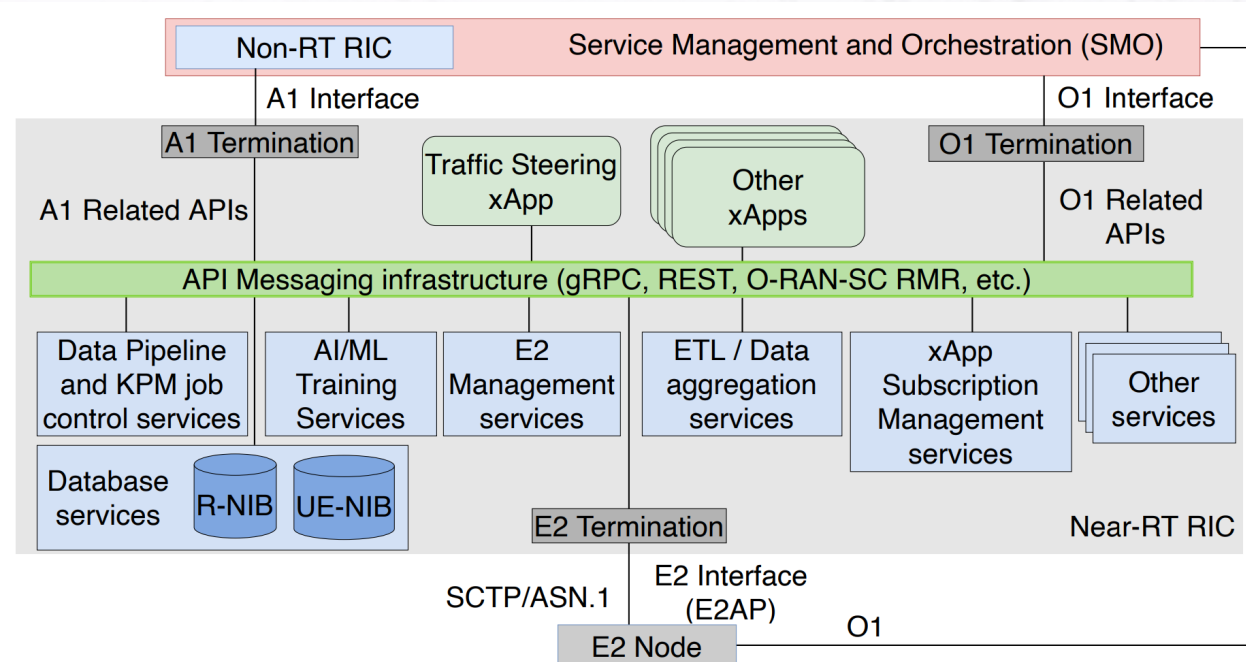 Non-RT RIC
Service Management and Orchestration (SMO)
A1 Interface
O1 Interface
A1 Termination
O1 Termination
Traffic Steering
xApp
Other
xApps
A1 Related APIs
O1 Related
APIs
API Messaging infrastructure (gRPC, REST, O-RAN-SC RMR, etc.)
Data Pipeline
and KPM job
control services
AI/ML
Training
Services
E2
Management
services
ETL / Data
aggregation
services
xApp
Subscription
Management
services
Other
services
Database
services
R-NIB
UE-NIB
E2 Termination
Near-RT RIC
SCTP/ASN.1
E2 Interface
(E2AP)
O1
E2 Node